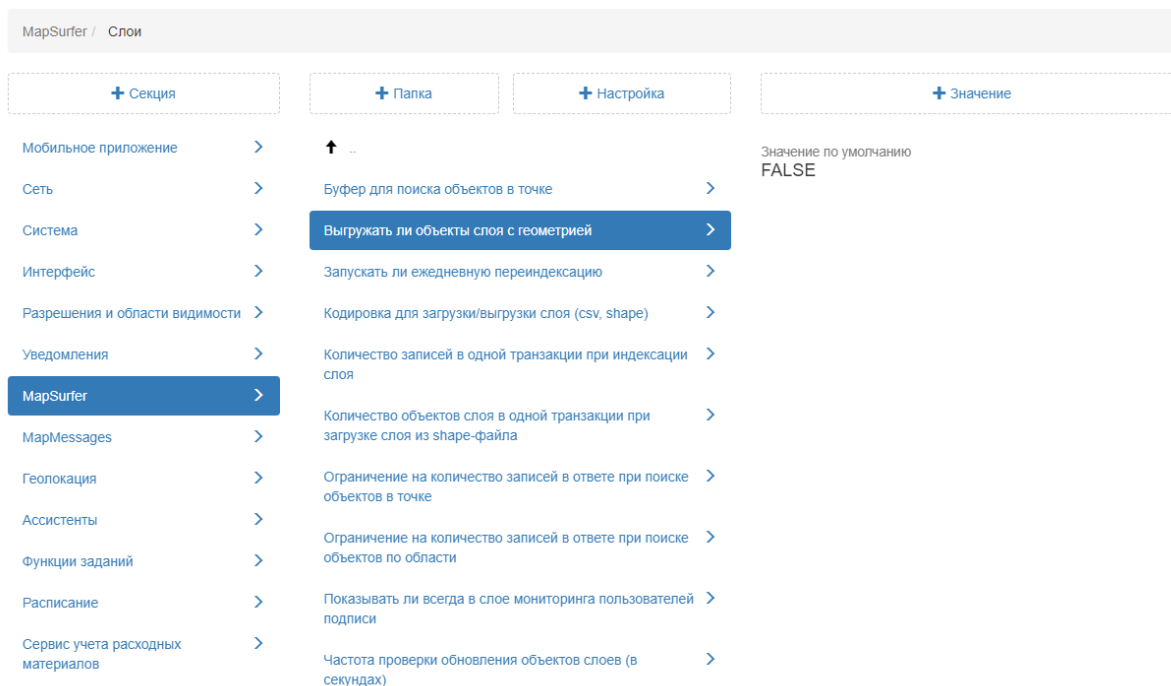 MapSurfer / Слои
+ Секция
Мобильное приложение
Сеть
Система
Интерфейс
Разрешения и области видимости
Уведомления
MapSurfer
MapMessages
Геолокация
Ассистенты
Функции заданий
Расписание
Сервис учета расходных
материалов
+ Папка
+ Настройка
..
Буфер для поиска объектов в точке
Выгружать ли объекты слоя с геометрией
Запускать ли ежедневную переиндексацию
Кодировка для загрузки/выгрузки слоя (csv, shape)
Количество записей в одной транзакции при индексации
слоя
Количество объектов слоя в одной транзакции при
загрузке слоя из shape-файла
Ограничение на количество записей в ответе при поиске
объектов в точке
Ограничение на количество записей в ответе при поиске
объектов по области
Показывать ли всегда в слое мониторинга пользователей
подписи
Частота проверки обновления объектов слоев (в
секундах)
+ Значение
Значение по умолчанию
FALSE